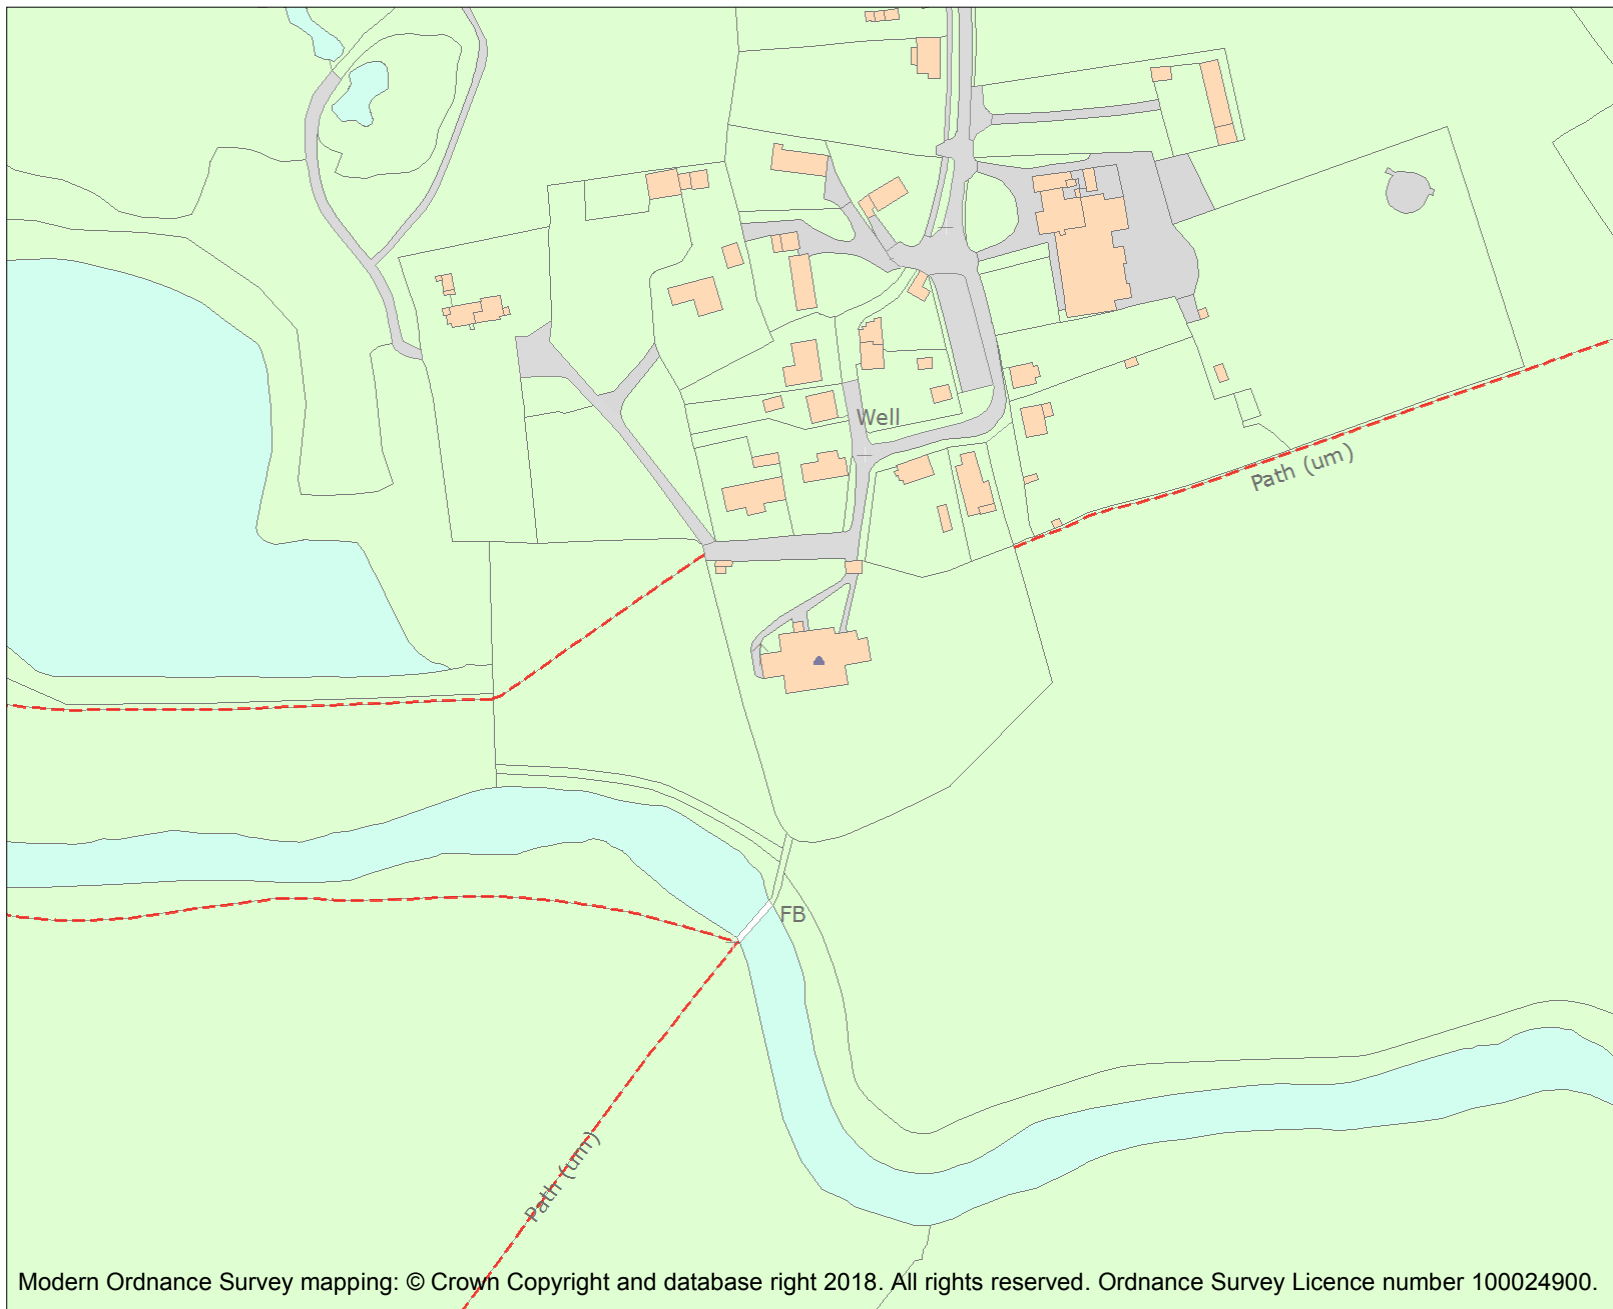 Well
Path (um)
FB
Path (um)
Modern Ordnance Survey mapping: © Crown Copyright and database right 2018. All rights reserved. Ordnance Survey Licence number 100024900.